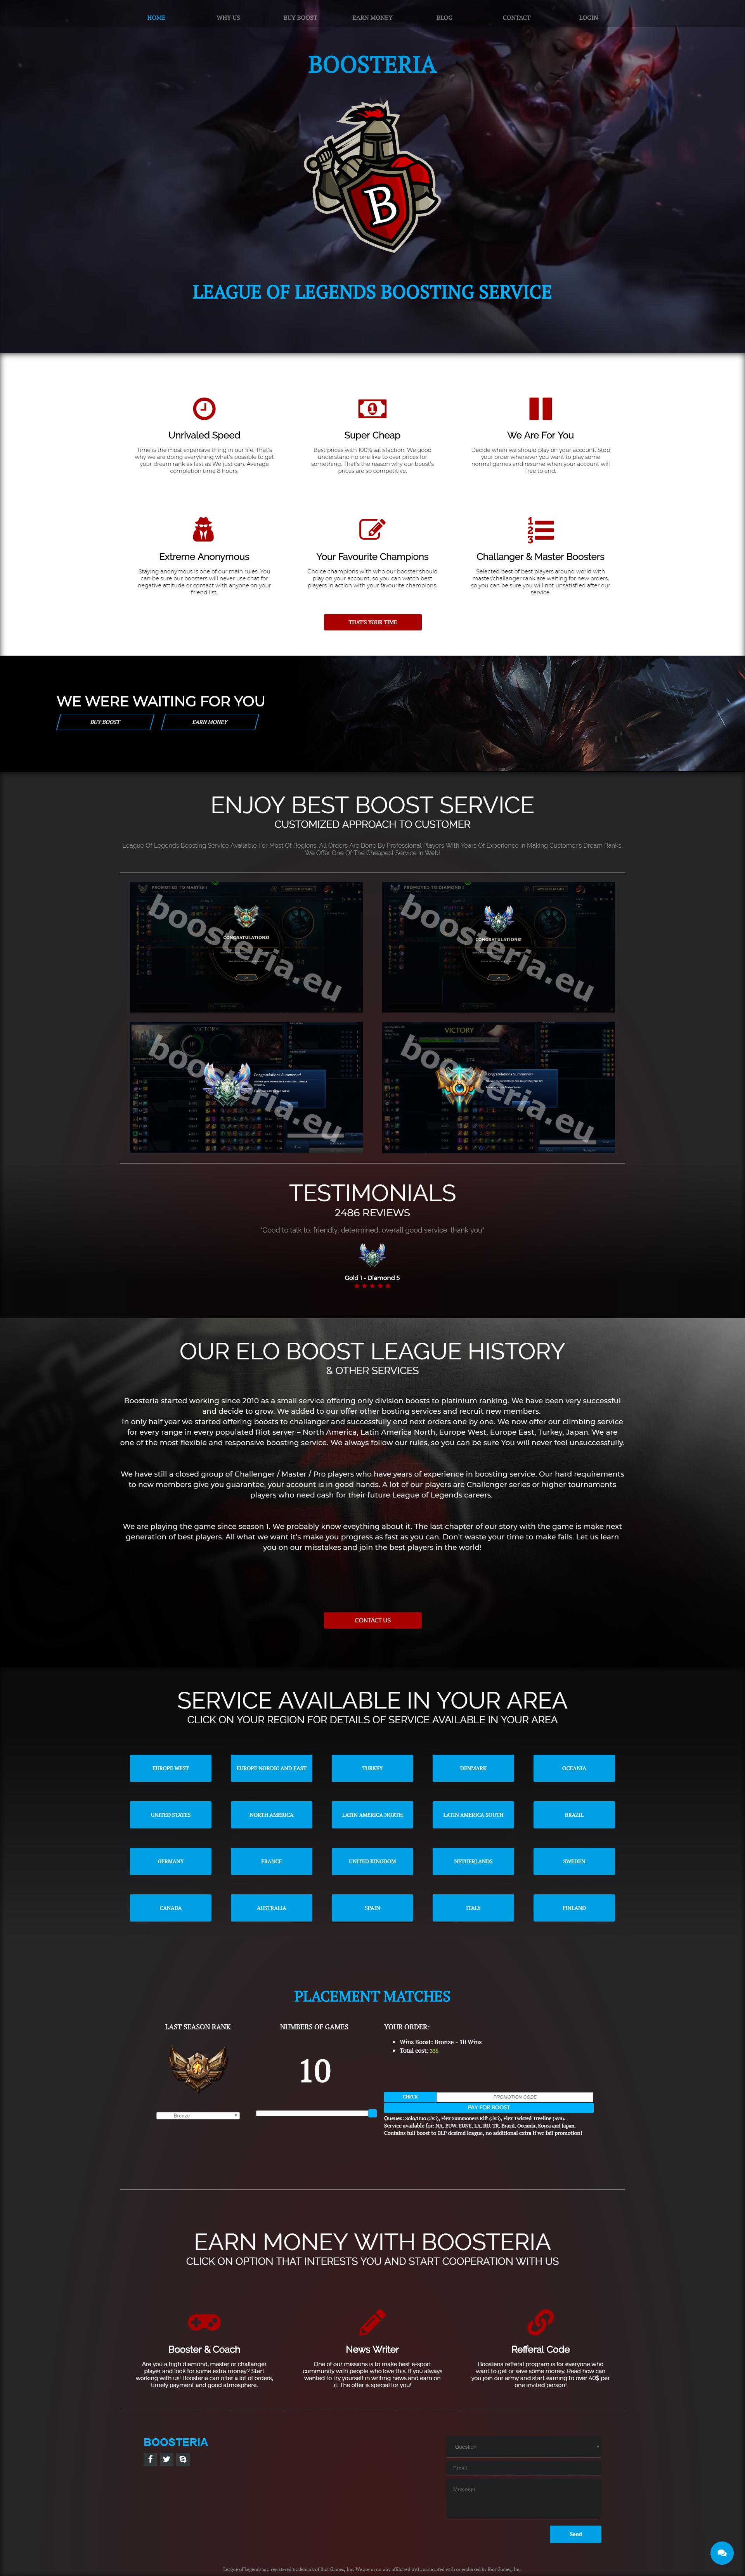 HOME WHY US BUY BOOST EARN MONEY BLOG CONTACT LOGIN
BOOSTERIA
B
LEAGUE OF LEGENDS BOOSTING SERVICE
Unrivaled Speed
Time is the most expensive thing in our life. That's
why we are doing everything what's possible to get
your dream rank as fast as We just can. Average
completion time 8 hours.
Super Cheap
Best prices with 100% satisfaction. We good
understand no one like to over prices for
something. That's the reason why our boost's
prices are so competitive.
We Are For You
Decide when we should play on your account. Stop
your order whenever you want to play some
normal games and resume when your account will
free to end.
Extreme Anonymous
Staying anonymous is one of our main rules. You
can be sure our boosters will never use chat for
negative attitude or contact with anyone on your
friend list.
Your Favourite Champions
Choice champions with who our booster should
play on your account, so you can watch best
players in action with your favourite champions.
Challanger & Master Boosters
Selected best of best players around world with
master/challanger rank are waiting for new orders,
so you can be sure you will not unsatisfied after our
service.
THAT'S YOUR TIME
WE WERE WAITING FOR YOU
BUY BOOST EARN MONEY
ENJOY BEST BOOST SERVICE
CUSTOMIZED APPROACH TO CUSTOMER
League Of Legends Boosting Service Available For Most Of Regions. All Orders Are Done By Professional Players With Years Of Experience In Making Customer's Dream Ranks.
We Offer One Of The Cheapest Service In Web!
PROMOTED TO MASTER I
CONGRATULATIONS!
boosteria.eu
PROMOTED TO DIAMOND I
CONGRATULATIONS!
boosteria.eu
VICTORY
Congratulations Summoner!
boosteria.eu
VICTORY
Congratulations Summoner!
boosteria.eu
TESTIMONIALS
2486 REVIEWS
"Good to talk to, friendly, determined, overall good service, thank you"
Gold 1 - Diamond 5
OUR ELO BOOST LEAGUE HISTORY
& OTHER SERVICES
Boosteria started working since 2010 as a small service offering only division boosts to platinium ranking. We have been very successful
and decide to grow. We added to our offer other bosting services and recruit new members.
In only half year we started offering boosts to challanger and successfully end next orders one by one. We now offer our climbing service
for every range in every populated Riot server – North America, Latin America North, Europe West, Europe East, Turkey, Japan. We are
one of the most flexible and responsive boosting service. We always follow our rules, so you can be sure You will never feel unsuccessfully.
We have still a closed group of Challenger / Master / Pro players who have years of experience in boosting service. Our hard requirements
to new members give you guarantee, your account is in good hands. A lot of our players are Challenger series or higher tournaments
players who need cash for their future League of Legends careers.
We are playing the game since season 1. We probably know eveything about it. The last chapter of our story with the game is make next
generation of best players. All what we want it's make you progress as fast as you can. Don't waste your time to make fails. Let us learn
you on our misstakes and join the best players in the world!
CONTACT US
SERVICE AVAILABLE IN YOUR AREA
CLICK ON YOUR REGION FOR DETAILS OF SERVICE AVAILABLE IN YOUR AREA
EUROPE WEST EUROPE NORDIC AND EAST TURKEY DENMARK OCEANIA
UNITED STATES NORTH AMERICA LATIN AMERICA NORTH LATIN AMERICA SOUTH BRAZIL
GERMANY FRANCE UNITED KINGDOM NETHERLANDS SWEDEN
CANADA AUSTRALIA SPAIN ITALY FINLAND
PLACEMENT MATCHES
LAST SEASON RANK
Bronze
NUMBERS OF GAMES
10
YOUR ORDER:
Wins Boost: Bronze - 10 Wins
Total cost: 35$
CHECK PROMOTION CODE
PAY FOR BOOST
Queues: Solo/Duo (5v5), Flex Summoners Rift (5v5), Flex Twisted Treeline (3v3).
Service available for: NA, EUW, EUNE, LA, RU, TR, Brazil, Oceania, Korea and Japan.
Contains full boost to 0LP desired league, no additional extra if we fail promotion!
EARN MONEY WITH BOOSTERIA
CLICK ON OPTION THAT INTERESTS YOU AND START COOPERATION WITH US
Booster & Coach
Are you a high diamond, master or challanger
player and look for some extra money? Start
working with us! Boosteria can offer a lot of orders,
timely payment and good atmosphere.
News Writer
One of our missions is to make best e-sport
community with people who love this. If you always
wanted to try yourself in writing news and earn on
it. The offer is special for you!
Refferal Code
Boosteria refferal program is for everyone who
want to get or save some money. Read how can
you join our army and start earning to over 40$ per
one invited person!
BOOSTERIA
Question
Email
Message
Send
League of Legends is a registered trademark of Riot Games, Inc. We are in no way affiliated with, associated with or endorsed by Riot Games, Inc.